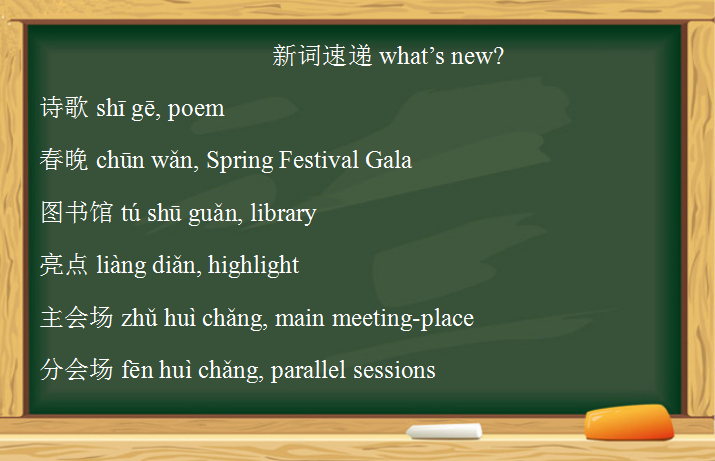 新词速递 what’s new?
诗歌 shī gē, poem
春晚 chūn wǎn, Spring Festival Gala
图书馆 tú shū guǎn, library
亮点 liàng diǎn, highlight
主会场 zhǔ huì chǎng, main meeting-place
分会场 fēn huì chǎng, parallel sessions